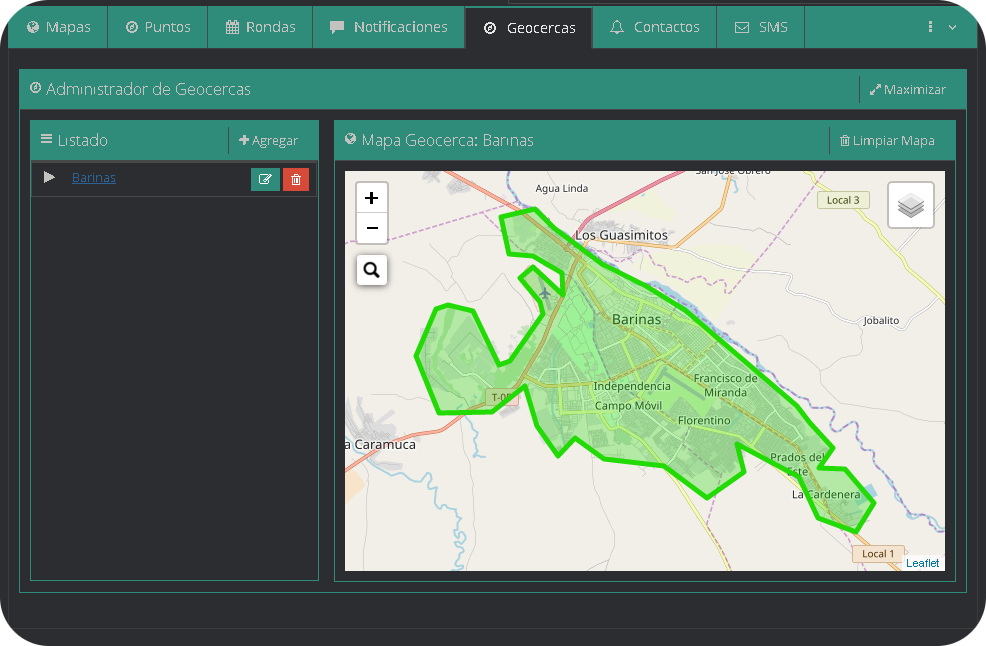 Mapas Puntos Rondas Notificaciones Geocercas Contactos SMS
Administrador de Geocercas Maximizar
Listado Agregar
Barinas
Mapa Geocerca: Barinas Limpiar Mapa
+
−
Agua Linda
San José Obrero
Local 3
Los Guasimitos
Barinas
Jobalito
Independencia
Francisco de
Miranda
Campo Móvil
Florentino
T-05
a Caramuca
Prados del
Este
La Cardenera
Local 1
Leaflet